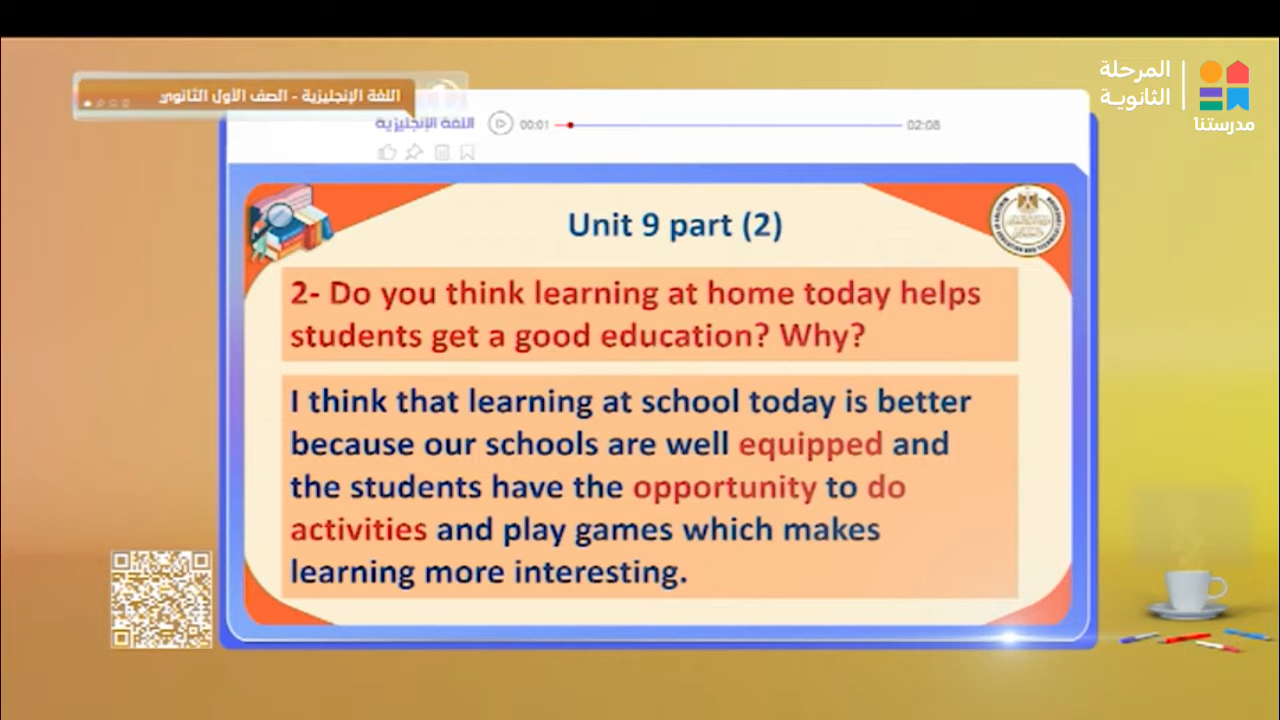 المرحلة
الثانوية
مدرستنا
اللغة الإنجليزية - الصف الأول الثانوي
اللغة الإنجليزية
00:01
02:08
Unit 9 part (2)
2- Do you think learning at home today helps
students get a good education? Why?
I think that learning at school today is better
because our schools are well equipped and
the students have the opportunity to do
activities and play games which makes
learning more interesting.